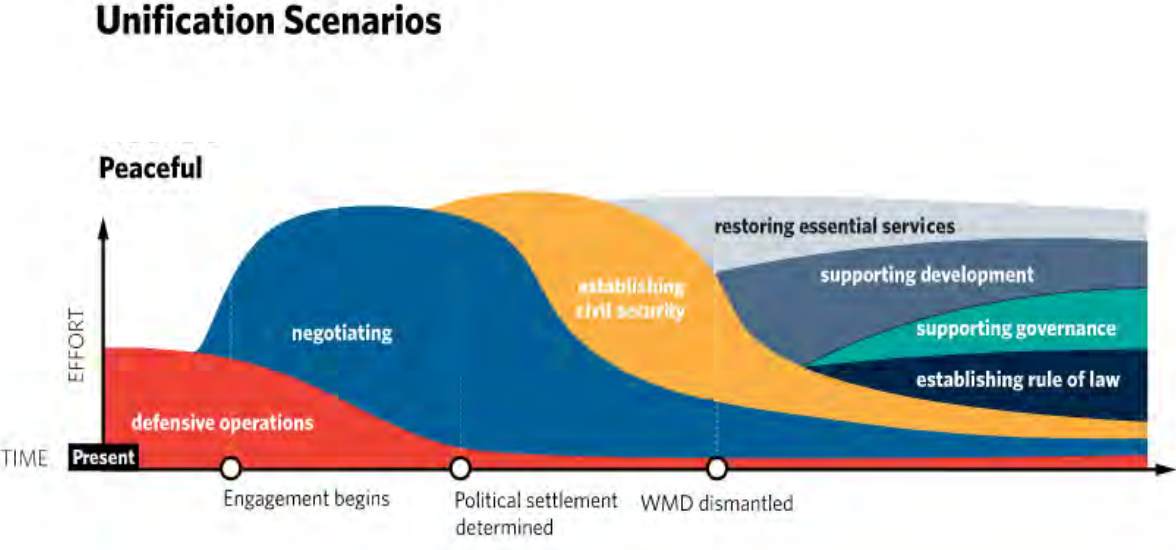 Unification Scenarios
Peaceful
restoring essential services
supporting development
establishing
civil security
supporting governance
negotiating
establishing rule of law
EFFORT
defensive operations
TIME
Present
Engagement begins
Political settlement
determined
WMD dismantled